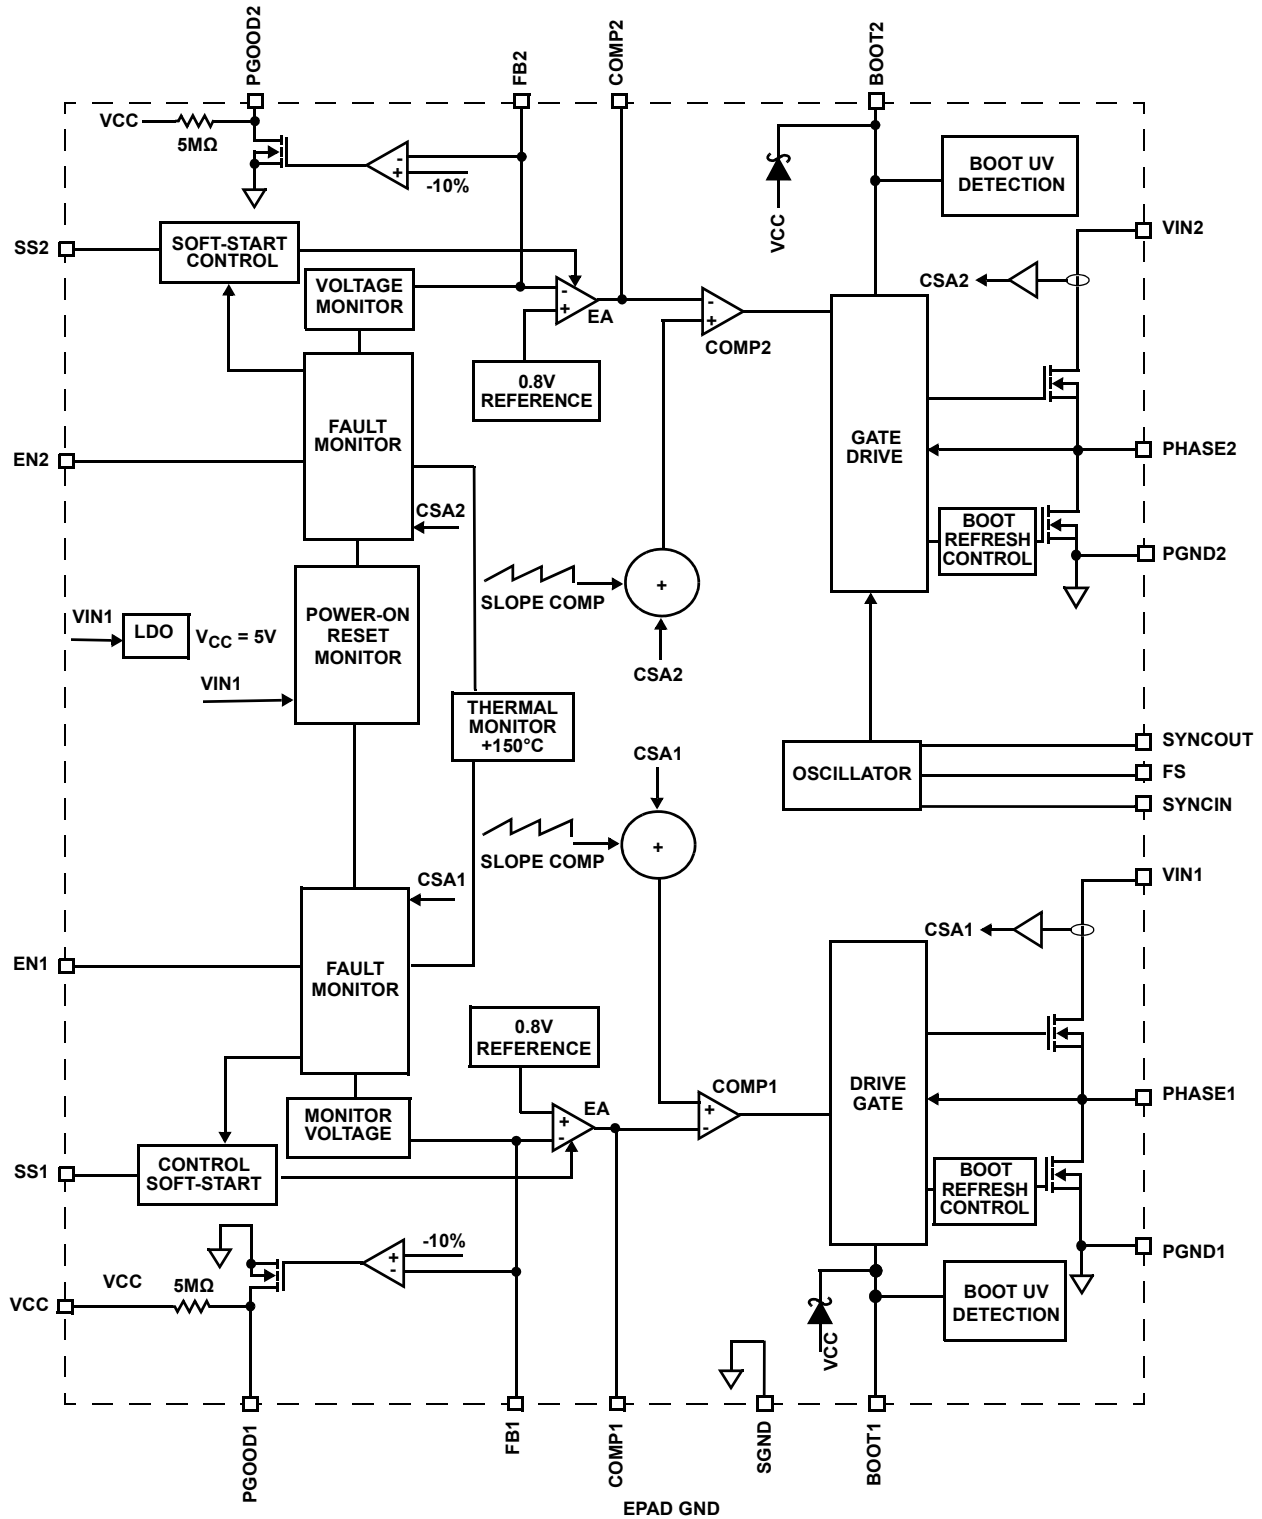 PGOOD2
FB2
COMP2
BOOT2
VCC
5MΩ
-
+
-10%
BOOT UV
DETECTION
VCC
SS2
SOFT-START
CONTROL
VIN2
VOLTAGE
MONITOR
CSA2
-
+
EA
-
+
COMP2
0.8V
REFERENCE
FAULT
MONITOR
GATE
DRIVE
EN2
PHASE2
CSA2
BOOT
REFRESH
CONTROL
PGND2
SLOPE COMP
+
CSA2
VIN1
LDO
VCC = 5V
POWER-ON
RESET
MONITOR
VIN1
THERMAL
MONITOR
+150°C
CSA1
OSCILLATOR
SYNCOUT
FS
SYNCIN
SLOPE COMP
+
CSA1
VIN1
CSA1
EN1
FAULT
MONITOR
0.8V
REFERENCE
COMP1
+
-
EA
+
-
DRIVE
GATE
PHASE1
MONITOR
VOLTAGE
SS1
CONTROL
SOFT-START
BOOT
REFRESH
CONTROL
PGND1
-10%
+
-
VCC
VCC
5MΩ
BOOT UV
DETECTION
VCC
PGOOD1
FB1
COMP1
SGND
BOOT1
EPAD GND